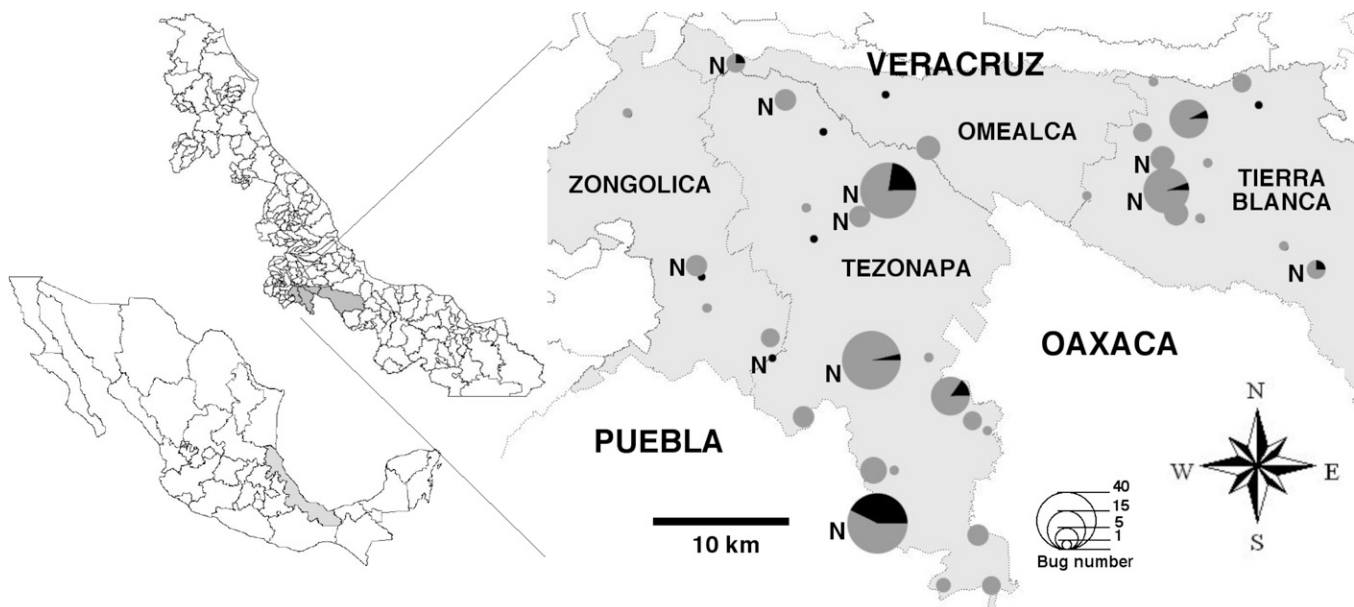 VERACRUZ
N
N
OMEALCA
ZONGOLICA
N
TIERRA
BLANCA
N
N
N
N
TEZONAPA
N
N
OAXACA
N
N
PUEBLA
N
W E
S
40
15
5
1
Bug number
10 km
N